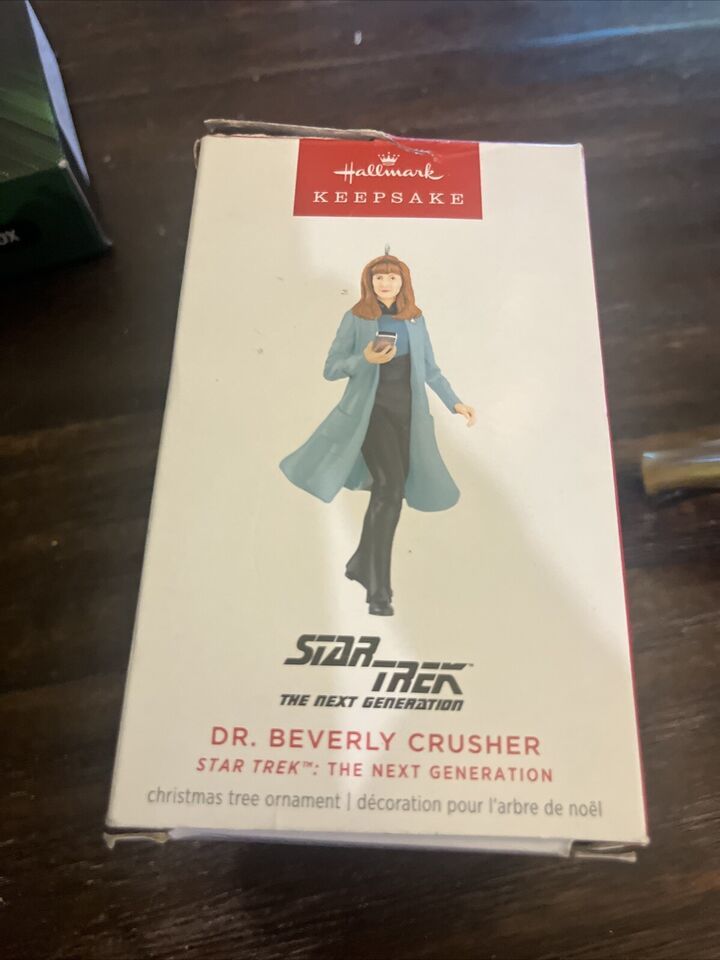 Hallmark
KEEPSAKE
STAR
TREK™
THE NEXT GENERATION
DR. BEVERLY CRUSHER
STAR TREK™: THE NEXT GENERATION
christmas tree ornament | décoration pour l'arbre de noël